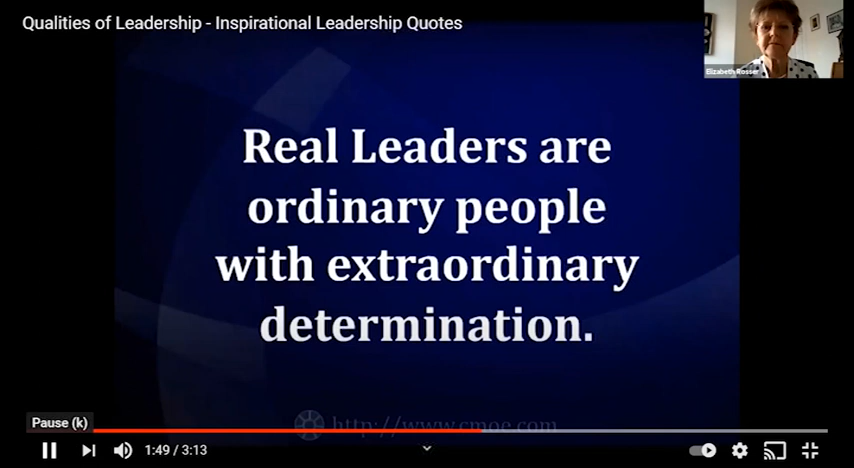 Qualities of Leadership - Inspirational Leadership Quotes
Elizabeth Rosser
Real Leaders are
ordinary people
with extraordinary
determination.
http://www.cmoe.com
Pause (k)
1:49 / 3:13